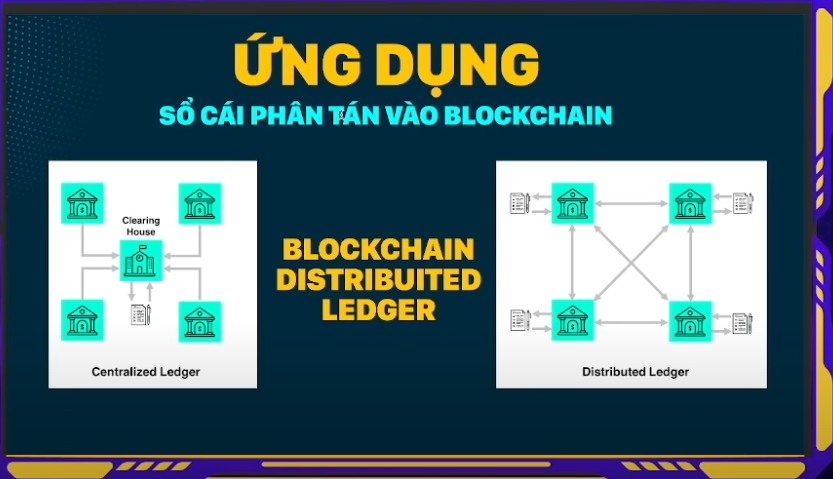 ỨNG DỤNG
SỔ CÁI PHÂN TÁN VÀO BLOCKCHAIN
Clearing
House
Centralized Ledger
BLOCKCHAIN
DISTRIBUITED
LEDGER
Distributed Ledger